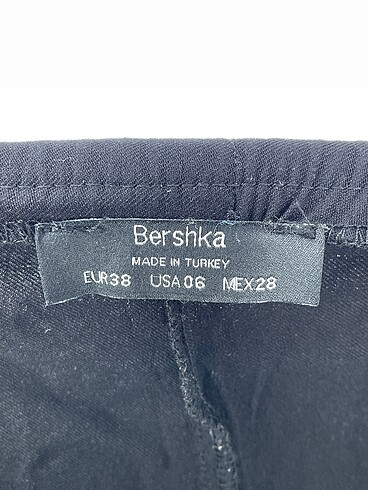 Bershka
MADE IN TURKEY
EUR38 USA06 MEX28